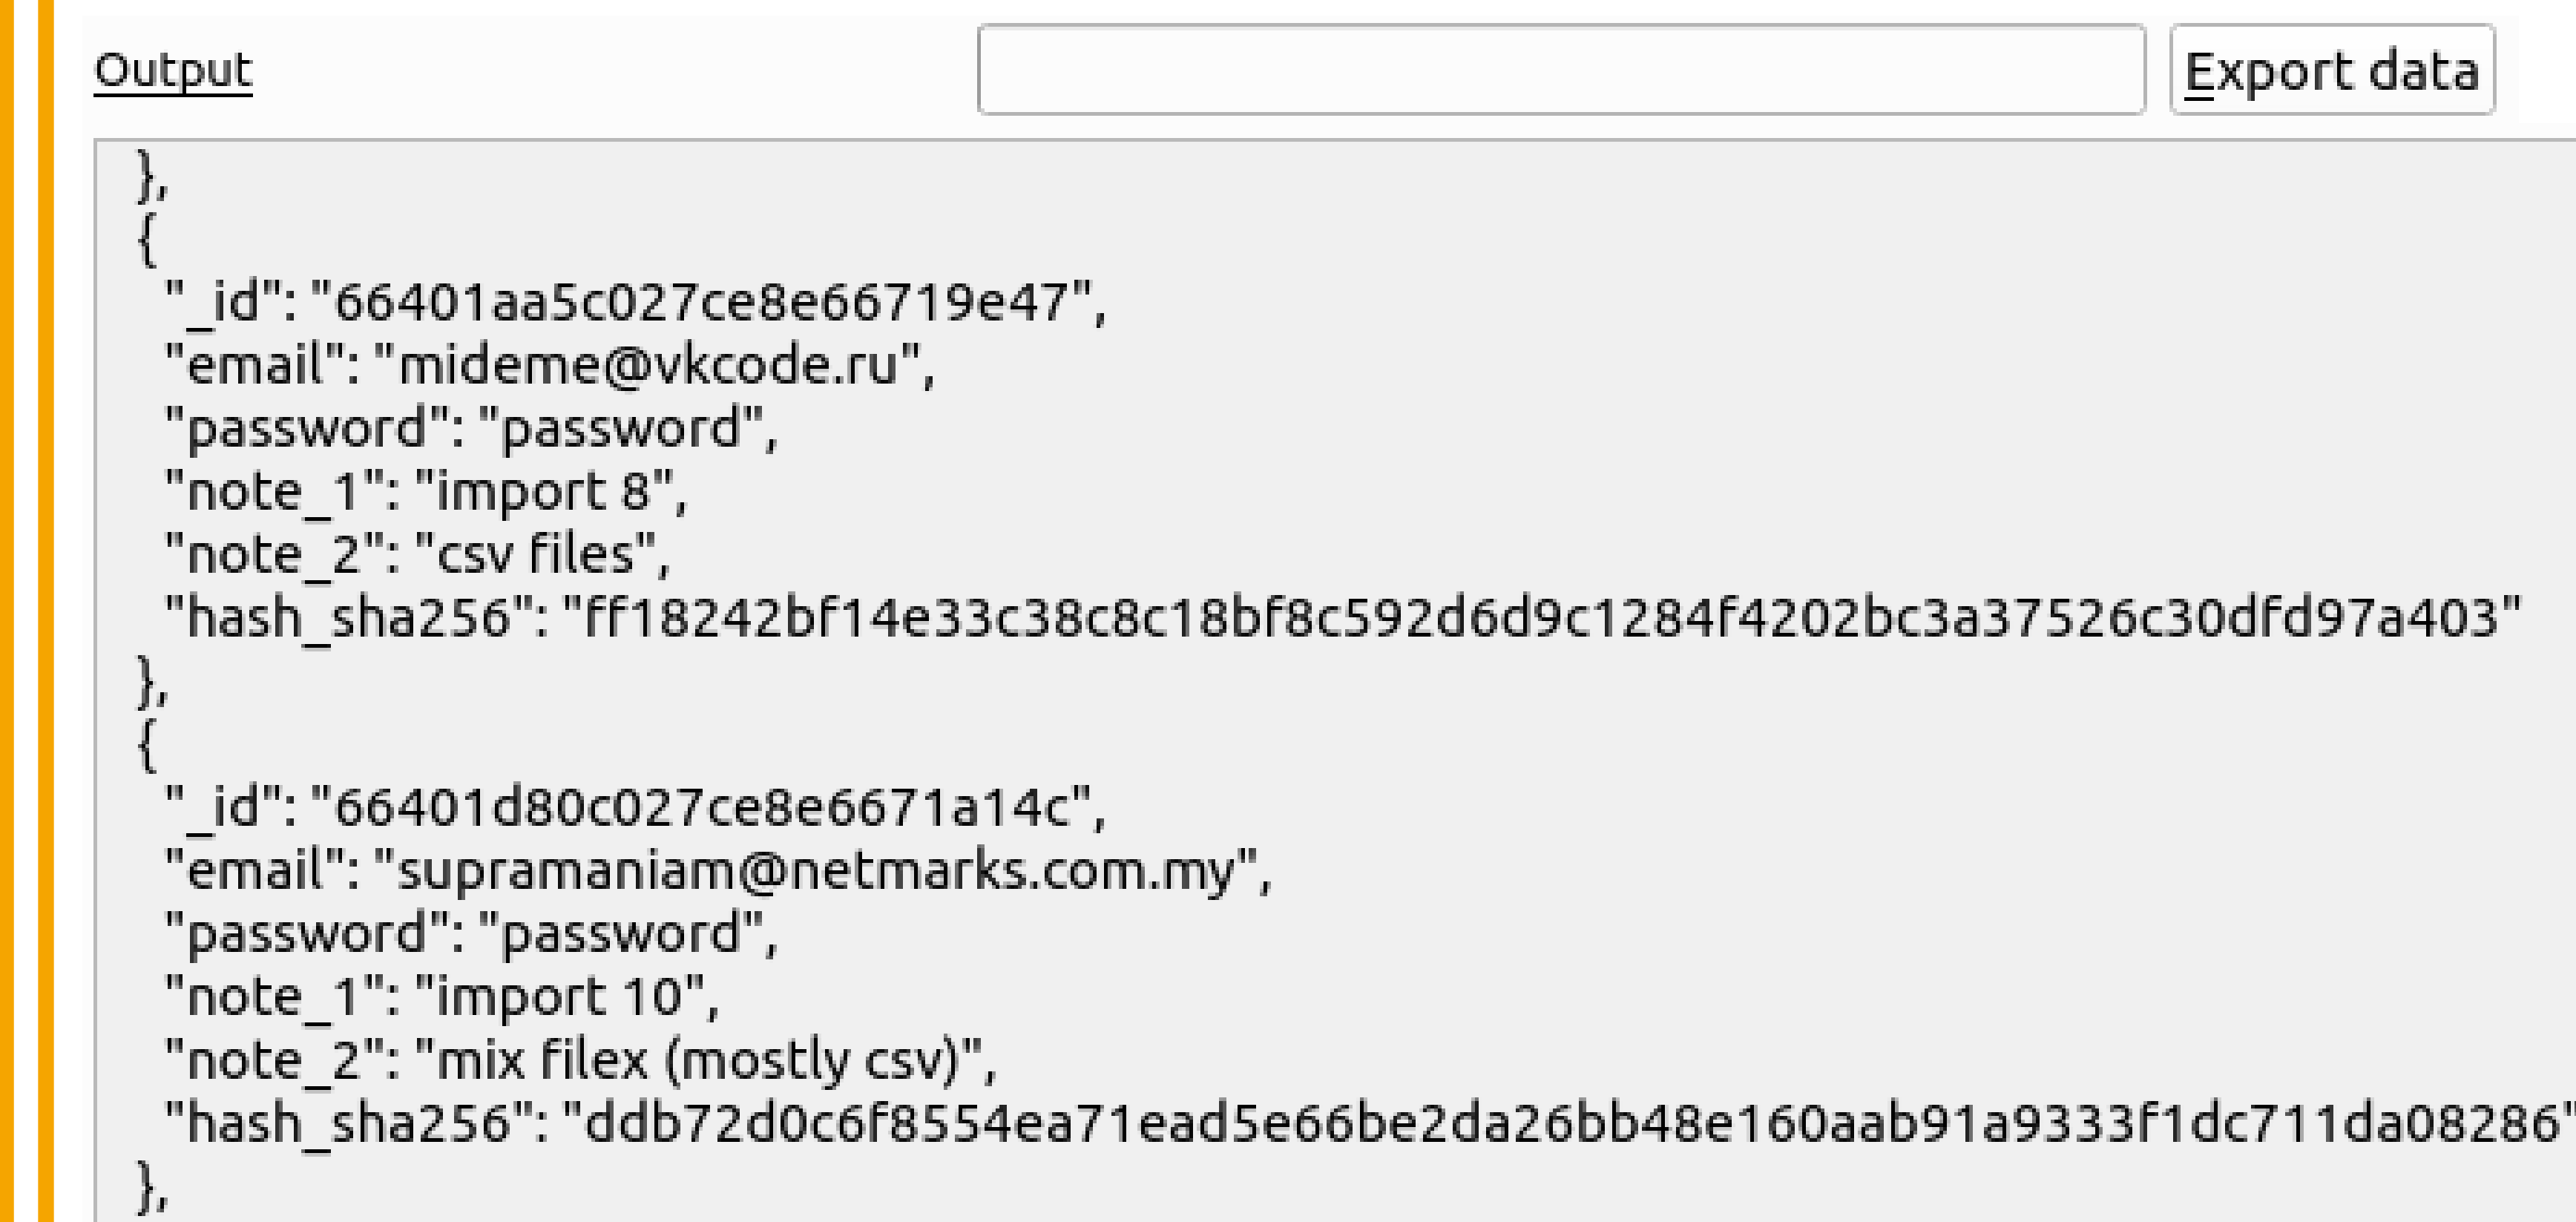 Output
Export data
},
{
"_id": "66401aa5c027ce8e66719e47",
"email": "mideme@vkcode.ru",
"password": "password",
"note_1": "import 8",
"note_2": "csv files",
"hash_sha256": "ff18242bf14e33c38c8c18bf8c592d6d9c1284f4202bc3a37526c30dfd97a403"
},
{
"_id": "66401d80c027ce8e6671a14c",
"email": "supramaniam@netmarks.com.my",
"password": "password",
"note_1": "import 10",
"note_2": "mix filex (mostly csv)",
"hash_sha256": "ddb72d0c6f8554ea71ead5e66be2da26bb48e160aab91a9333f1dc711da08286"
},